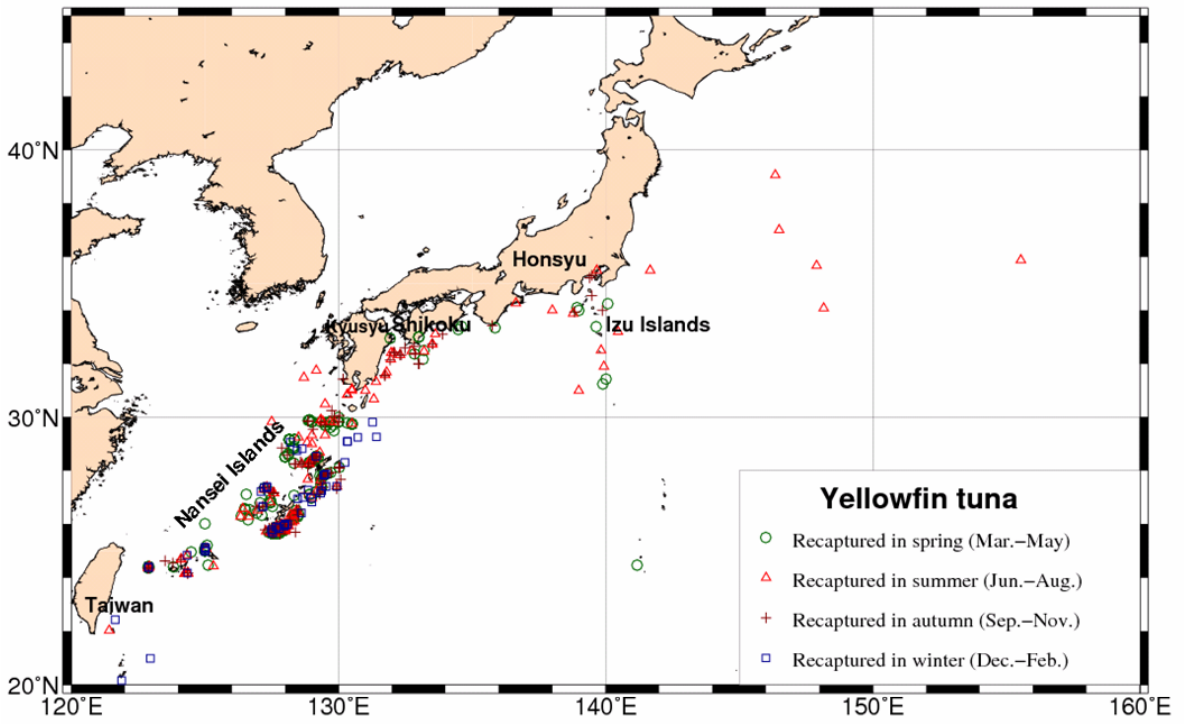 40°N
Honsyu
Kyusyu
Shikoku
Izu Islands
30°N
Nansei Islands
Yellowfin tuna
Recaptured in spring (Mar.–May)
Recaptured in summer (Jun.–Aug.)
Recaptured in autumn (Sep.–Nov.)
Recaptured in winter (Dec.–Feb.)
Taiwan
20°N
120°E 130°E 140°E 150°E 160°E